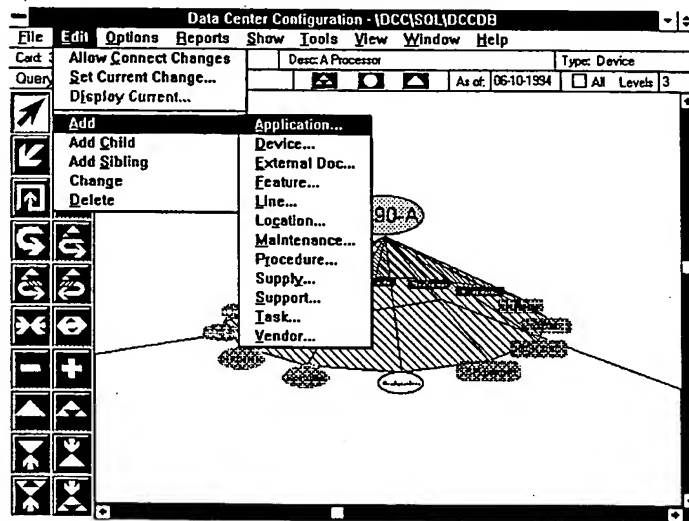 Data Center Configuration - \DCC\SQL\DCCDB
File Edit Options Reports Show Tools View Window Help
Card: Desc: A Processor Type: Device
Query As of: 06-10-1994 All Levels 3
Allow Connect Changes
Set Current Change...
Display Current...
Add
Add Child
Add Sibling
Change
Delete
Application...
Device...
External Doc...
Feature...
Line...
Location...
Maintenance...
Procedure...
Supply...
Support...
Task...
Vendor...
90-A